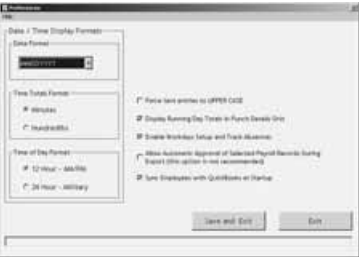 Preferences
Date / Time Display Formats
Date Format
Time Totals Format
Minutes
Hundredths
Time of Day Format
12 Hour - AM/PM
24 Hour - Military
Force text entries to UPPER CASE
Display Running Day Totals in Punch Details Grid
Enable Workdays Setup and Track Absences
Allow Automatic Approval of Selected Payroll Records During
Export (this option is not recommended)
Sync Employees with QuickBooks at Startup
Save and Exit
Exit